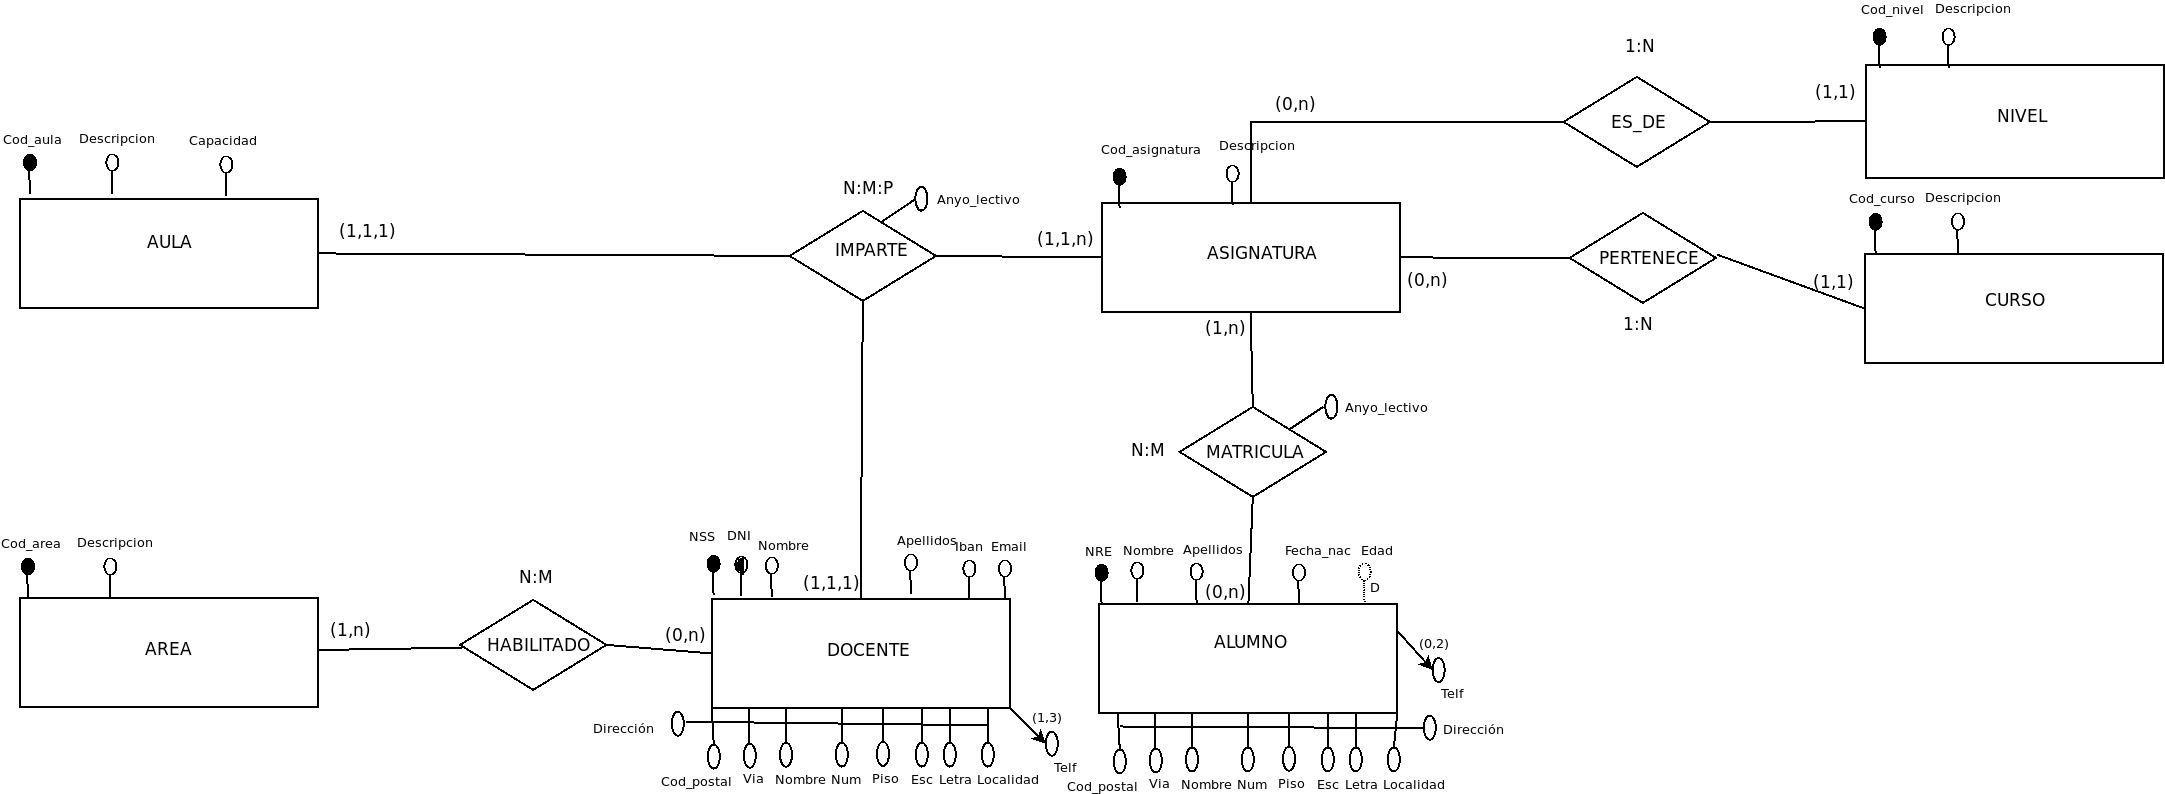 Cod_nivel Descripcion
1:N
(0,n)
(1,1)
ES_DE
NIVEL
Cod_aula Descripcion Capacidad
Cod_asignatura Descripcion
N:M:P
Anyo_lectivo
Cod_curso Descripcion
AULA
(1,1,1)
IMPARTE
(1,1,n)
ASIGNATURA
(0,n)
PERTENECE
(1,1)
CURSO
1:N
(1,n)
Anyo_lectivo
N:M
MATRICULA
Cod_area Descripcion
NSS DNI Nombre Apellidos Iban Email
NRE Nombre Apellidos Fecha_nac Edad
D
N:M
(1,1,1)
(0,n)
AREA
(1,n)
HABILITADO
(0,n)
DOCENTE
ALUMNO
(0,2)
Telf
Dirección
(1,3)
Telf
Dirección
Cod_postal Via Nombre Num Piso Esc Letra Localidad
Cod_postal Via Nombre Num Piso Esc Letra Localidad